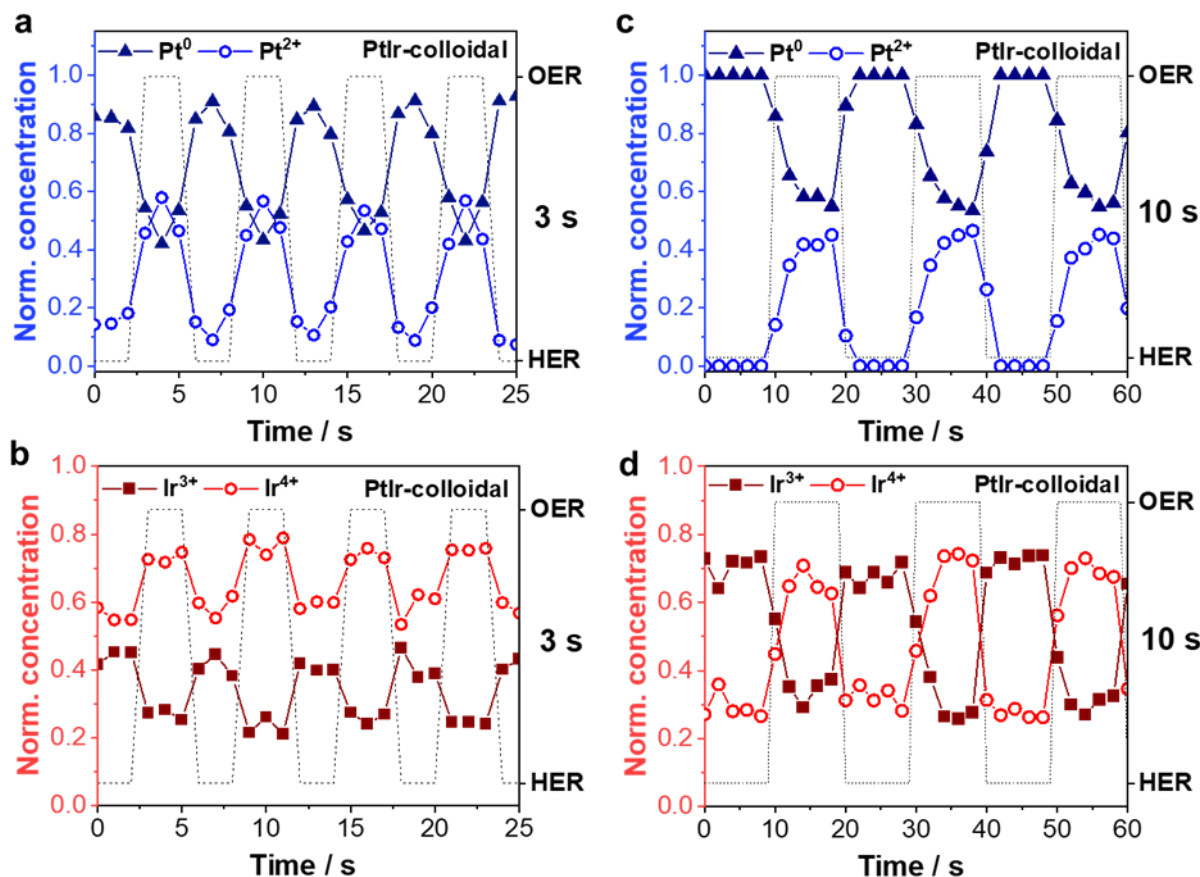 a
Pt⁰ Pt²⁺ PtIr-colloidal
Norm. concentration
1.0
0.8
0.6
0.4
0.2
0.0
OER
3 s
HER
0 5 10 15 20 25
Time / s
c
Pt⁰ Pt²⁺ PtIr-colloidal
Norm. concentration
1.0
0.8
0.6
0.4
0.2
0.0
OER
10 s
HER
0 10 20 30 40 50 60
Time / s
b
Ir³⁺ Ir⁴⁺ PtIr-colloidal
Norm. concentration
1.0
0.8
0.6
0.4
0.2
0.0
OER
3 s
HER
0 5 10 15 20 25
Time / s
d
Ir³⁺ Ir⁴⁺ PtIr-colloidal
Norm. concentration
1.0
0.8
0.6
0.4
0.2
0.0
OER
10 s
HER
0 10 20 30 40 50 60
Time / s